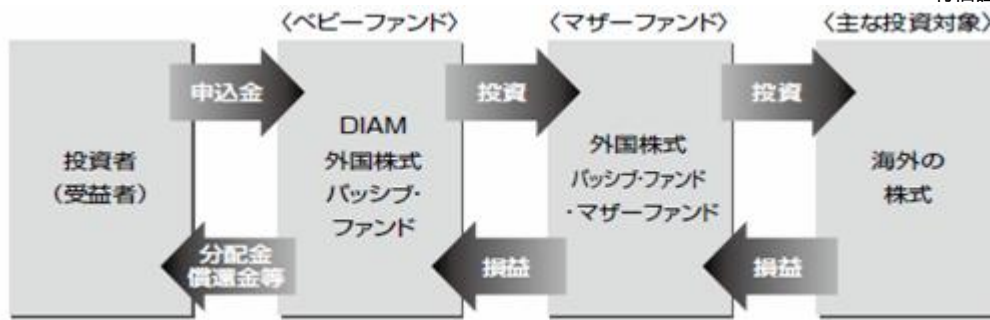 〈ベビーファンド〉
〈マザーファンド〉
〈主な投資対象〉
申込金
投資
投資
投資者
(受益者)
DIAM
外国株式
パッシブ・
ファンド
外国株式
パッシブ・ファンド
・マザーファンド
海外の
株式
分配金
償還金等
損益
損益